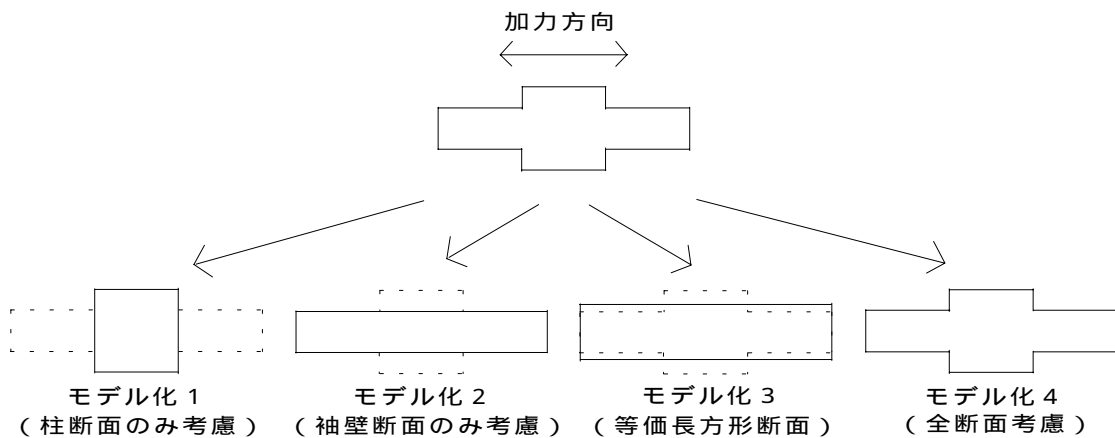 加力方向
モデル化1
(柱断面のみ考慮)
モデル化2
(袖壁断面のみ考慮)
モデル化3
(等価長方形断面)
モデル化4
(全断面考慮)